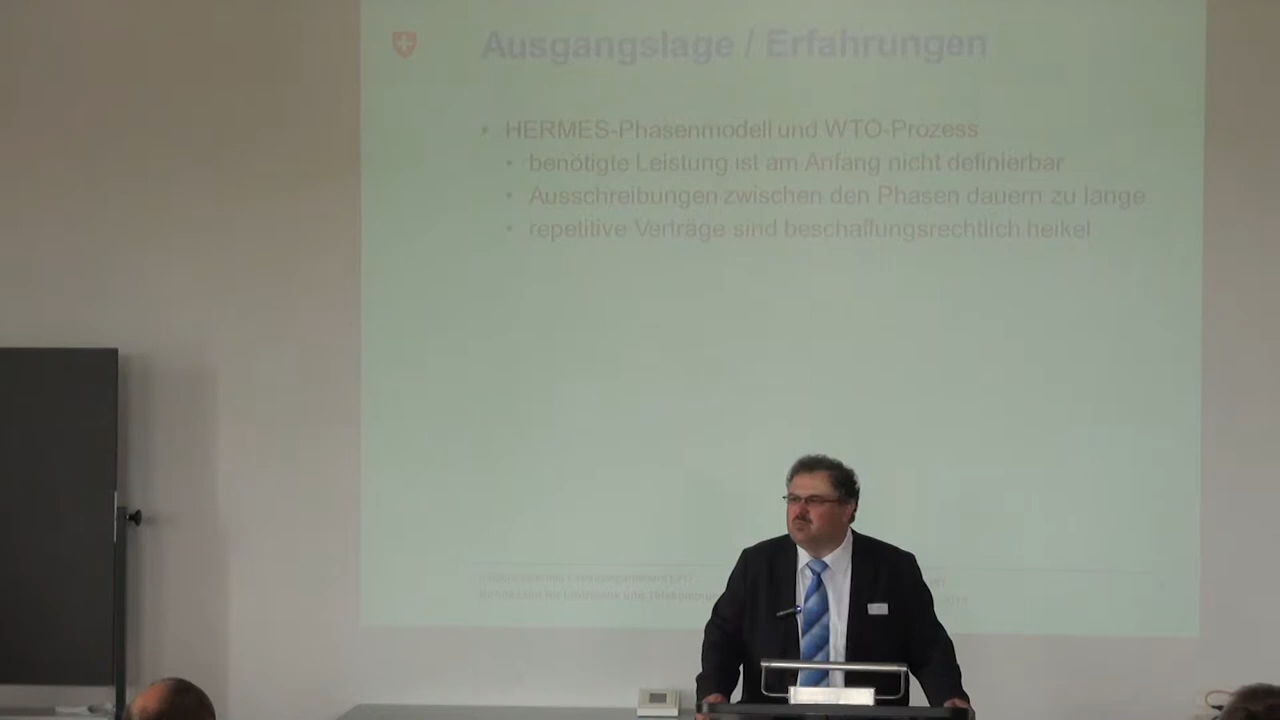 Ausgangslage / Erfahrungen
• HERMES-Phasenmodell und WTO-Prozess
• benötigte Leistung ist am Anfang nicht definierbar
• Ausschreibungen zwischen den Phasen dauern zu lange
• repetitive Verträge sind beschaffungsrechtlich heikel